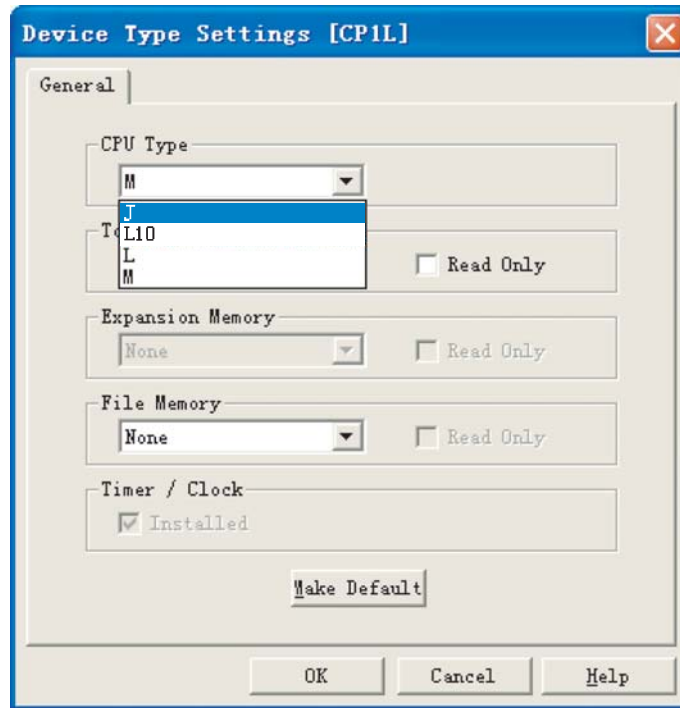 Device Type Settings [CP1L]
General
CPU Type
M
J
L10
L
M
Read Only
Expansion Memory
None Read Only
File Memory
None Read Only
Timer / Clock
Installed
Make Default
OK Cancel Help